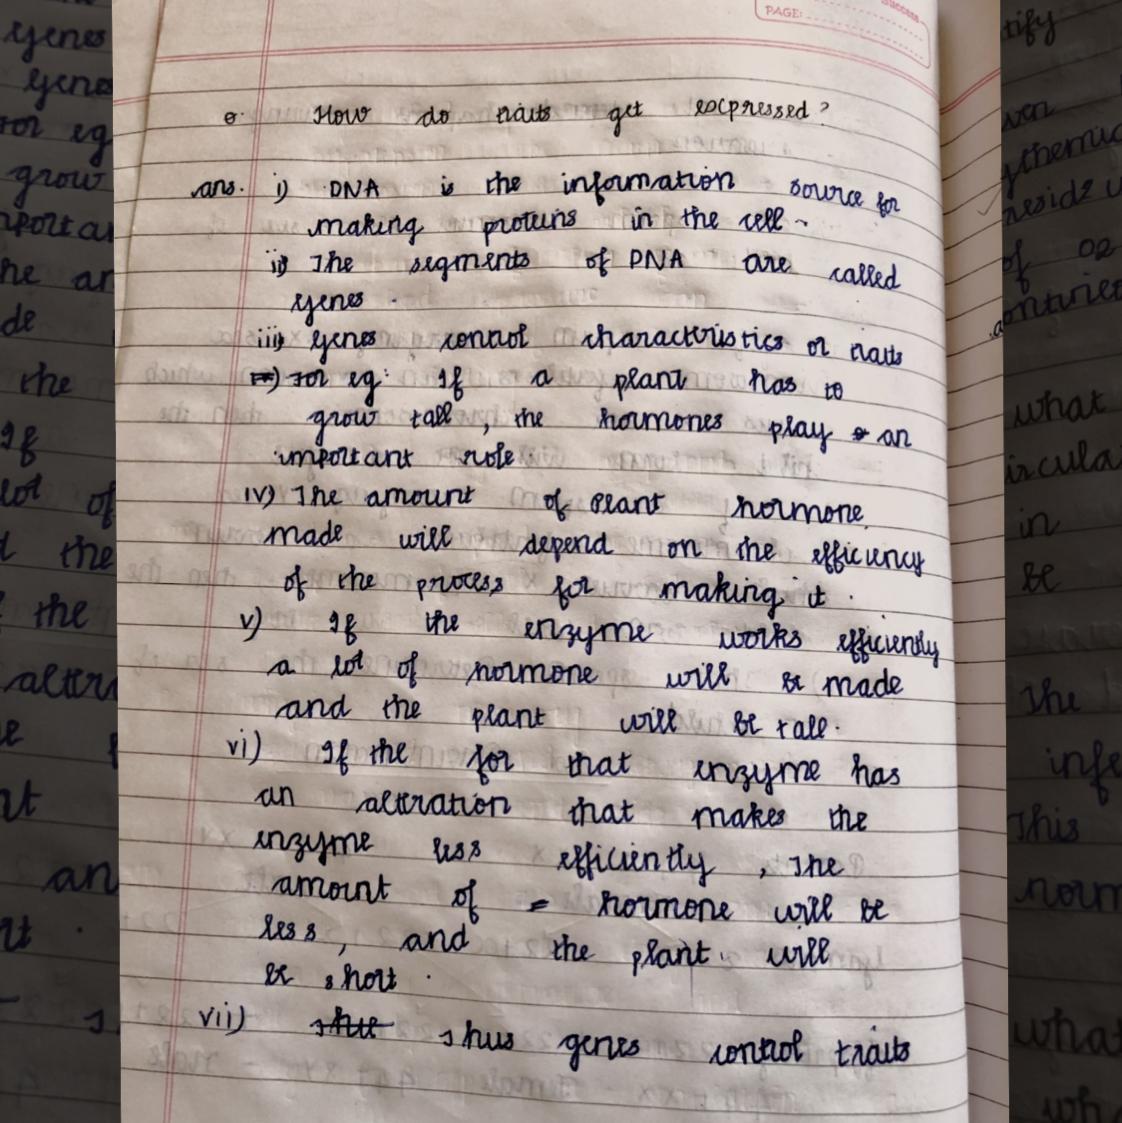 Success
PAGE:
Q. How do traits get expressed?
ans. i) DNA is the information source for
making proteins in the cell.
ii) The segments of DNA are called
genes.
iii) genes control characteristics or traits
For eg: If a plant has to
grow tall, the hormones play an
important role.
iv) The amount of plant hormone
made will depend on the efficiency
of the process for making it.
v) If the enzyme works efficiently
a lot of hormone will be made
and the plant will be tall.
vi) If the for that enzyme has
an alteration that makes the
enzyme less efficiently, The
amount of hormone will be
less, and the plant will
be short.
vii) Thus genes control traits